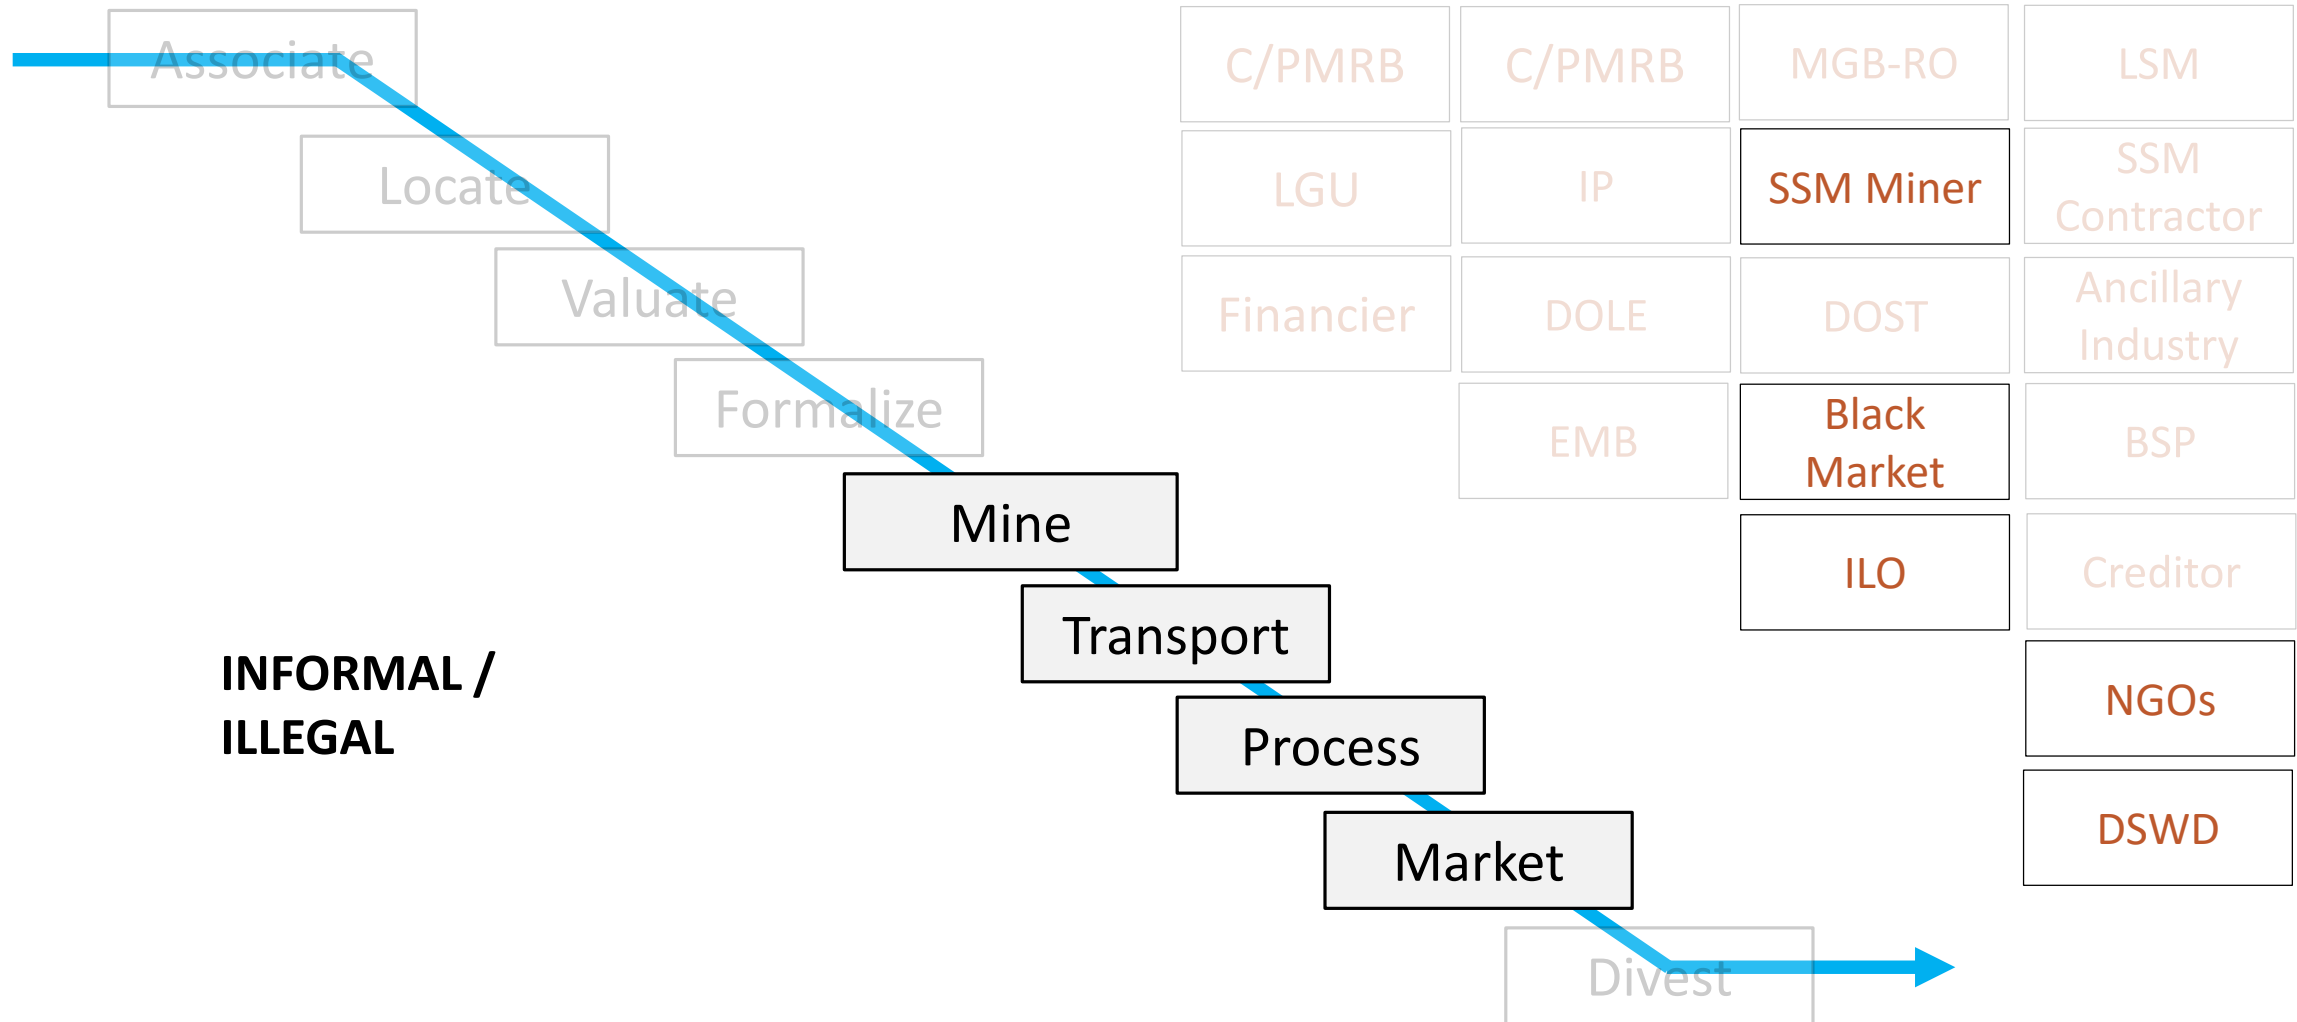 Associate
Locate
Valuate
Formalize
Mine
Transport
Process
Market
Divest
INFORMAL /
ILLEGAL
C/PMRB
C/PMRB
MGB-RO
LSM
LGU
IP
SSM Miner
SSM
Contractor
Financier
DOLE
DOST
Ancillary
Industry
EMB
Black
Market
BSP
ILO
Creditor
NGOs
DSWD